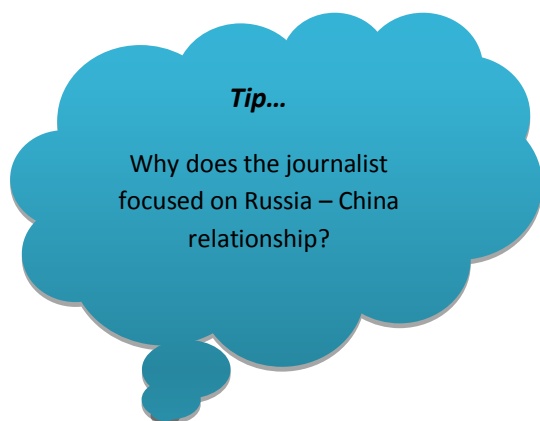 Tip...
Why does the journalist
focused on Russia – China
relationship?